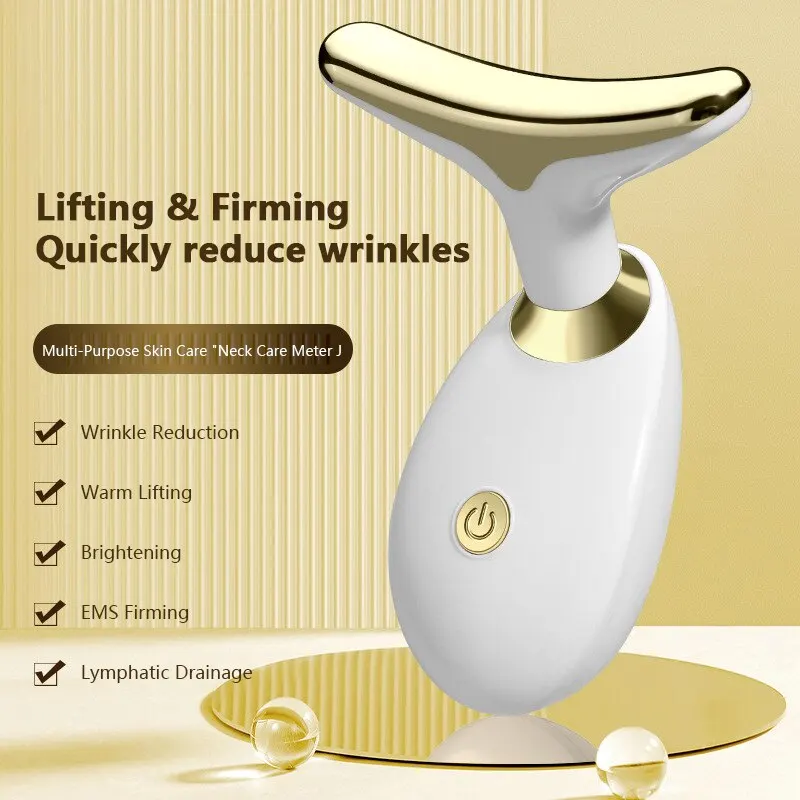 Lifting & Firming
Quickly reduce wrinkles
Multi-Purpose Skin Care "Neck Care Meter J
Wrinkle Reduction
Warm Lifting
Brightening
EMS Firming
Lymphatic Drainage